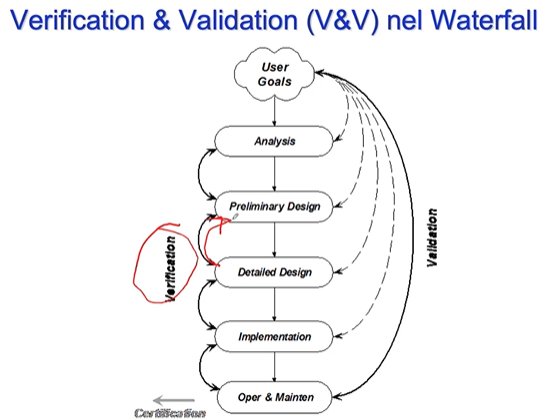 Verification & Validation (V&V) nel Waterfall
User
Goals
Analysis
Preliminary Design
Verification
Validation
Detailed Design
Implementation
Oper & Mainten
Certification